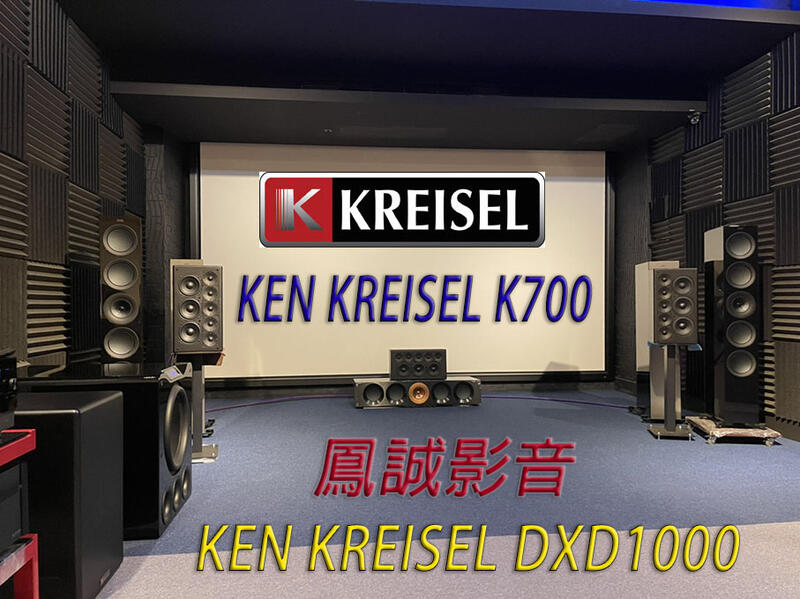 K KREISEL
KEN KREISEL K700
鳳誠影音
KEN KREISEL DXD1000